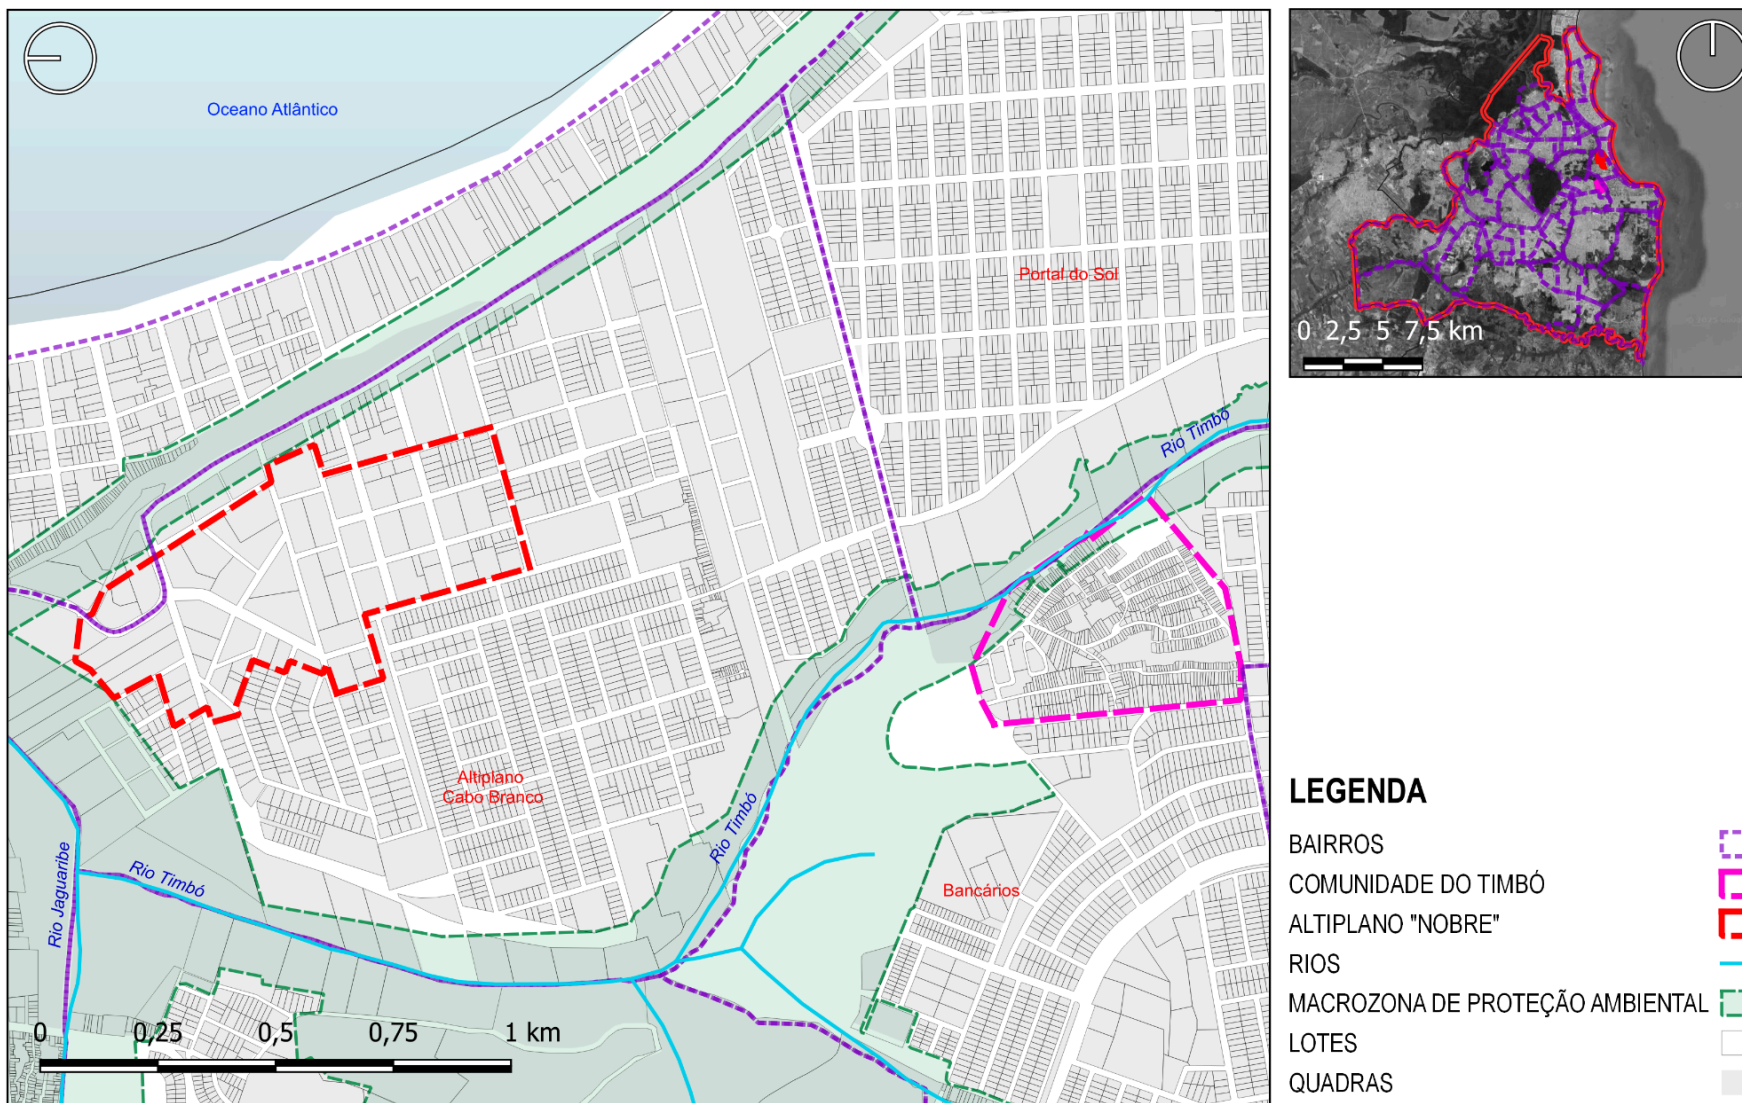 Oceano Atlântico
Portal do Sol
Rio Timbó
Altiplano
Cabo Branco
Rio Timbó
Rio Jaguaribe
Rio Timbó
Bancários
0 0,25 0,5 0,75 1 km
0 2,5 5 7,5 km
LEGENDA
BAIRROS
COMUNIDADE DO TIMBÓ
ALTIPLANO "NOBRE"
RIOS
MACROZONA DE PROTEÇÃO AMBIENTAL
LOTES
QUADRAS